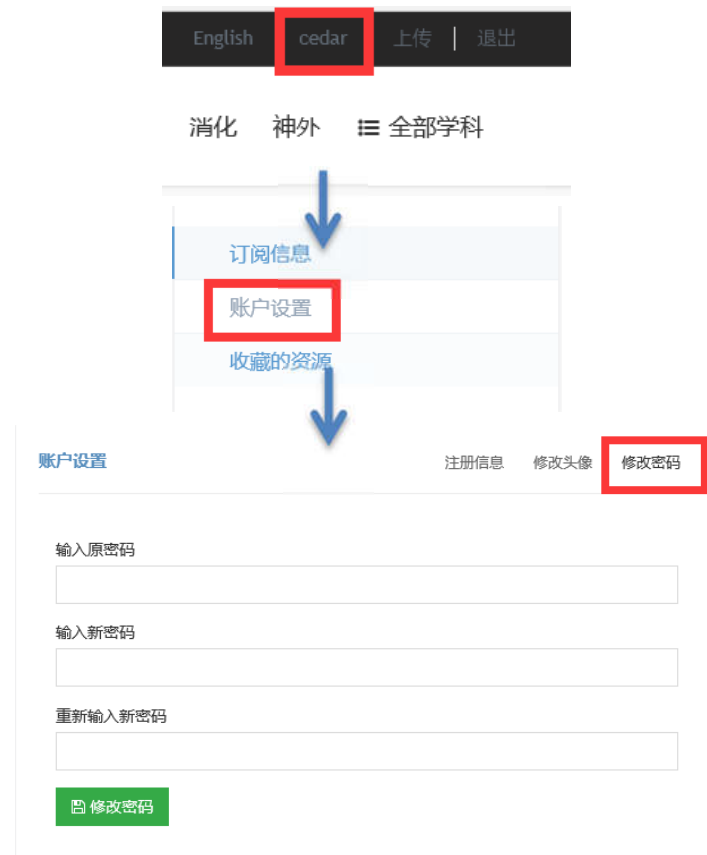 English cedar 上传 | 退出
消化 神外 全部学科
订阅信息
账户设置
收藏的资源
账户设置 注册信息 修改头像 修改密码
输入原密码
输入新密码
重新输入新密码
修改密码